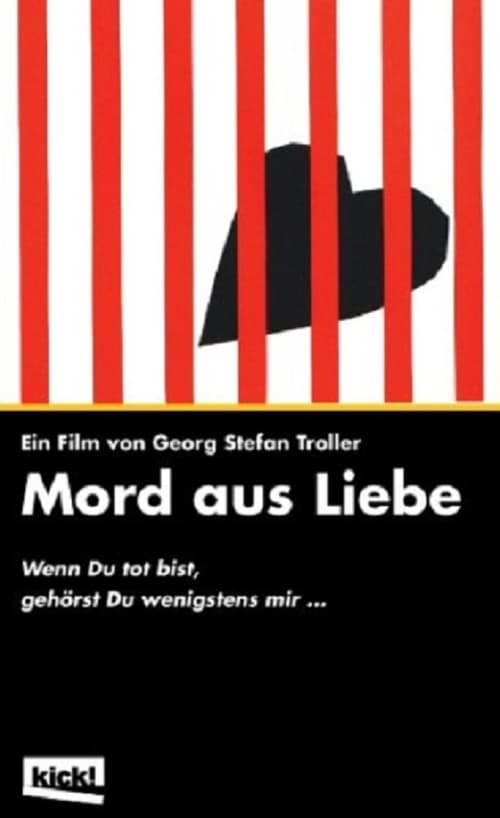 Ein Film von Georg Stefan Troller
Mord aus Liebe
Wenn Du tot bist,
gehörst Du wenigstens mir ...
kick!